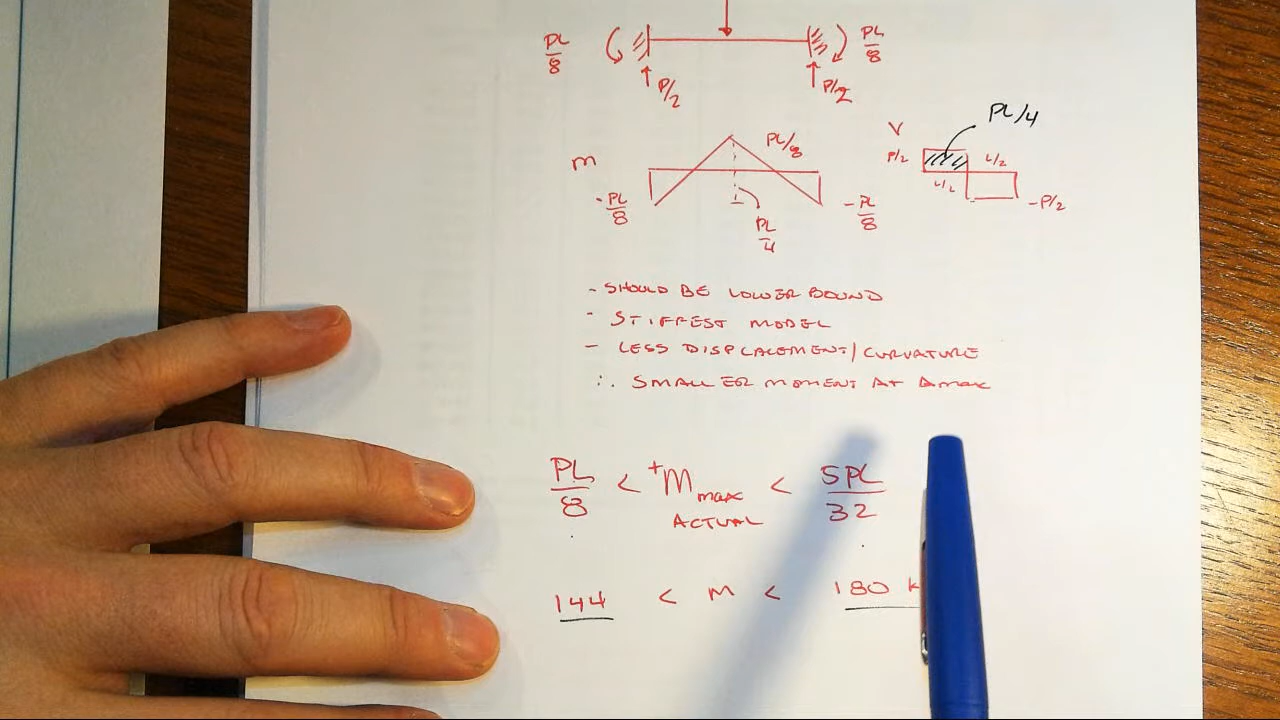 PL/8 PL/8
P/2 P/2
PL/4
V
m PL/8 P/2 L/2
L/2
-PL/8 -PL/8 -P/2
PL/4
- SHOULD BE LOWER BOUND
- STIFFEST MODEL
- LESS DISPLACEMENT/CURVATURE
∴ SMALLER MOMENT AT Δmax
PL/8 < +Mmax < 5PL/32
ACTUAL
144 < M < 180 k